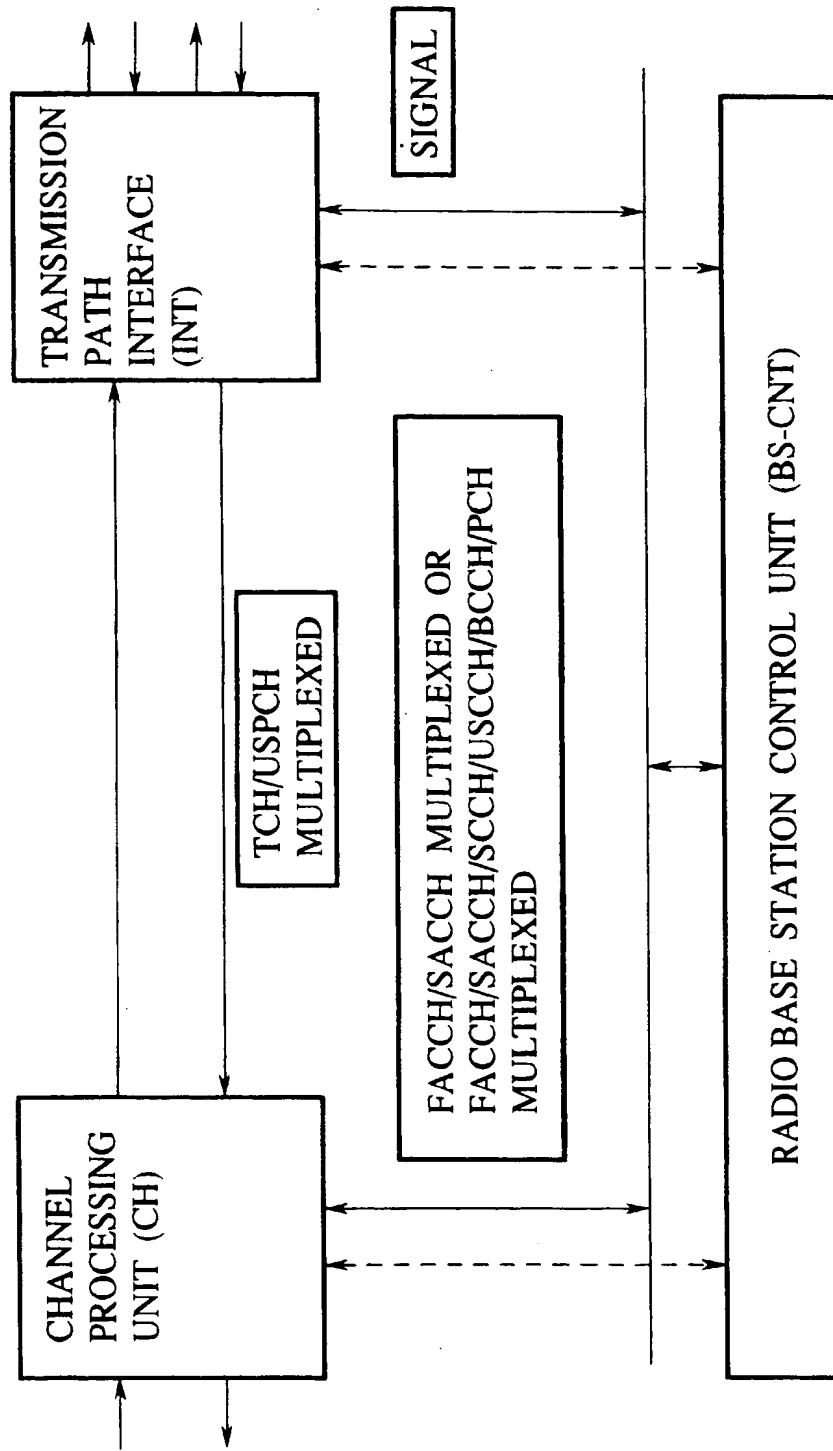 CHANNEL
PROCESSING
UNIT (CH)
TRANSMISSION
PATH
INTERFACE
(INT)
TCH/USPCH
MULTIPLEXED
SIGNAL
FACCH/SACCH MULTIPLEXED OR
FACCH/SACCH/SCCH/USCCH/BCCH/PCH
MULTIPLEXED
RADIO BASE STATION CONTROL UNIT (BS-CNT)